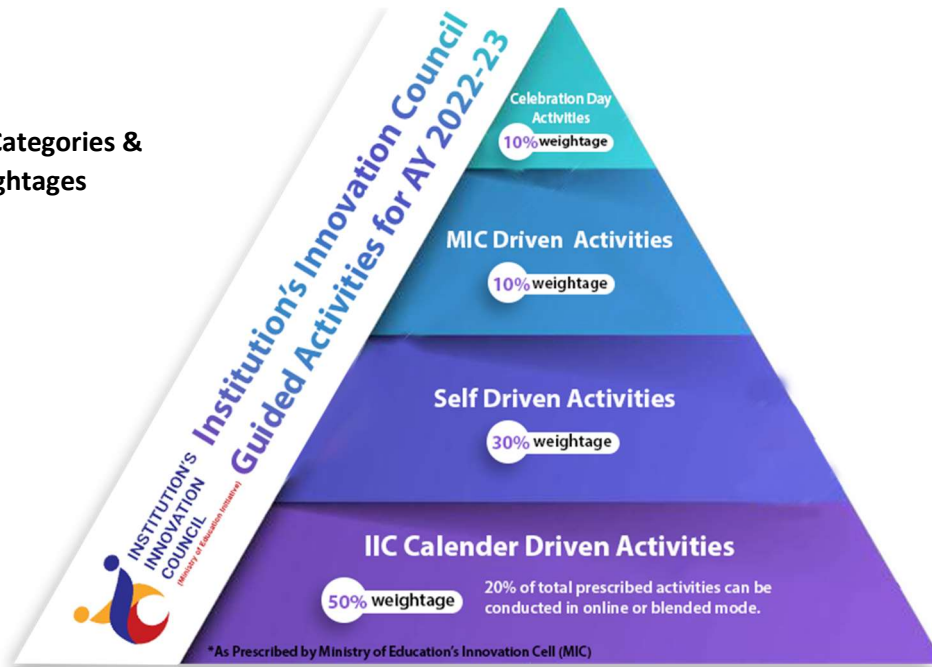 ategories &
ghtages
Institution's Innovation Council
Guided Activities for AY 2022-23
INSTITUTION'S
INNOVATION
COUNCIL
(Ministry of Education Initiative)
Celebration Day
Activities
10% weightage
MIC Driven Activities
10% weightage
Self Driven Activities
30% weightage
IIC Calender Driven Activities
50% weightage
20% of total prescribed activities can be
conducted in online or blended mode.
*As Prescribed by Ministry of Education's Innovation Cell (MIC)